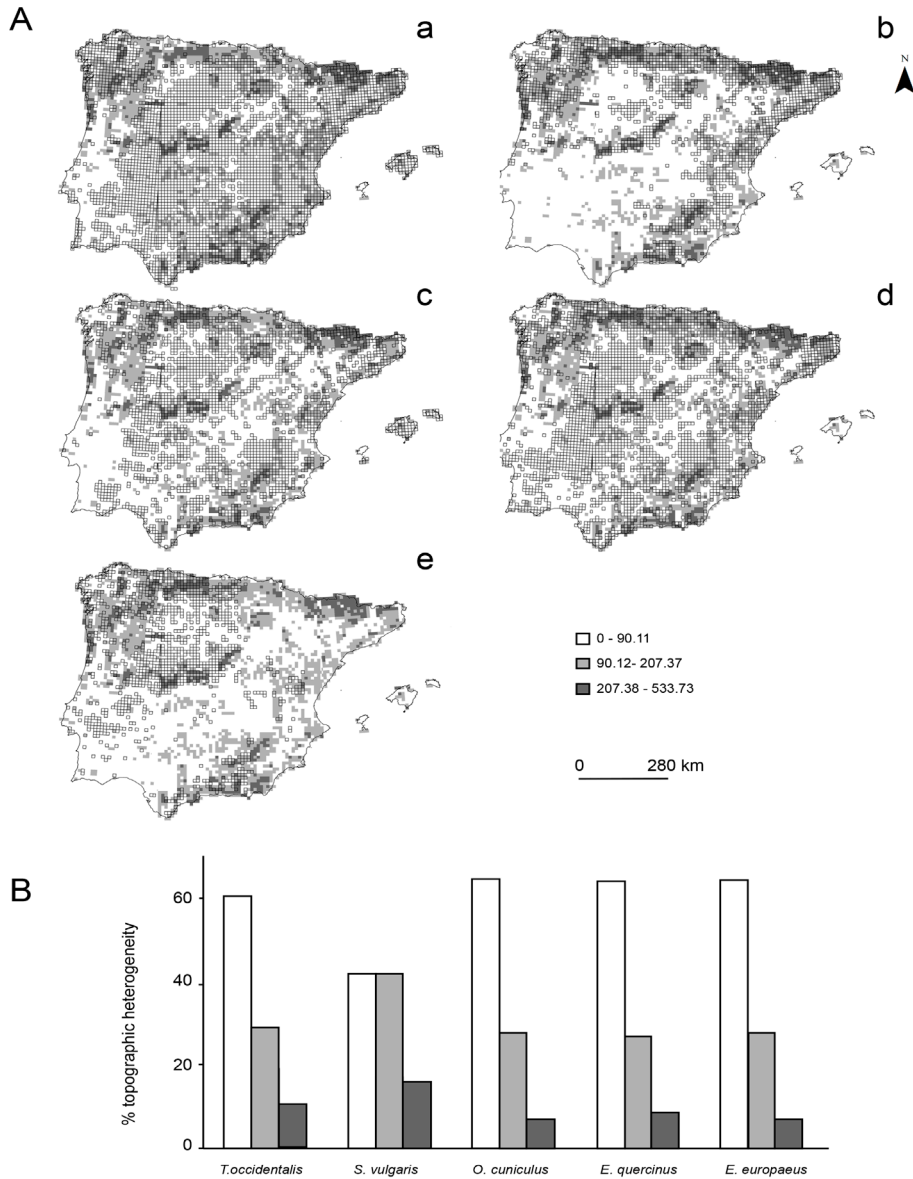 A
a
b
N
c
d
e
0 - 90.11
90.12- 207.37
207.38 - 533.73
0 280 km
B
% topographic heterogeneity
60
40
20
0
T.occidentalis S. vulgaris O. cuniculus E. quercinus E. europaeus